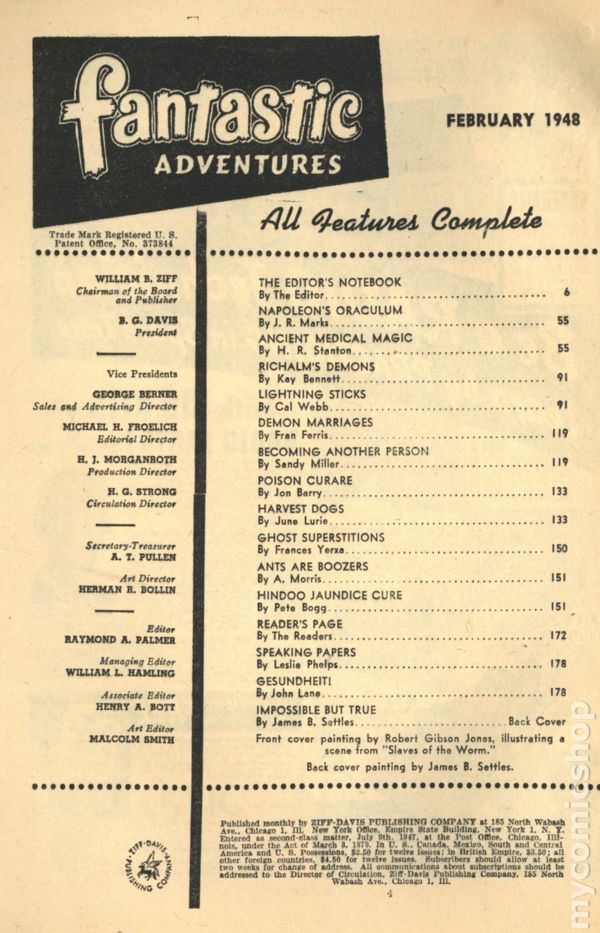 fantastic
ADVENTURES
FEBRUARY 1948
Trade Mark Registered U. S.
Patent Office, No. 373844
All Features Complete
WILLIAM B. ZIFF
Chairman of the Board
and Publisher
B. G. DAVIS
President
Vice Presidents
GEORGE BERNER
Sales and Advertising Director
MICHAEL H. FROELICH
Editorial Director
H. J. MORGANROTH
Production Director
H. G. STRONG
Circulation Director
Secretary-Treasurer
A. T. PULLEN
Art Director
HERMAN R. BOLLIN
Editor
RAYMOND A. PALMER
Managing Editor
WILLIAM L. HAMLING
Associate Editor
HENRY A. BOTT
Art Editor
MALCOLM SMITH
THE EDITOR'S NOTEBOOK
By The Editor 6
NAPOLEON'S ORACULUM
By J. R. Marks 55
ANCIENT MEDICAL MAGIC
By H. R. Stanton 55
RICHALM'S DEMONS
By Kay Bennett 91
LIGHTNING STICKS
By Cal Webb 91
DEMON MARRIAGES
By Fran Ferris 119
BECOMING ANOTHER PERSON
By Sandy Miller 119
POISON CURARE
By Jon Barry 133
HARVEST DOGS
By June Lurie 133
GHOST SUPERSTITIONS
By Frances Yerxa 150
ANTS ARE BOOZERS
By A. Morris 151
HINDOO JAUNDICE CURE
By Pete Bogg 151
READER'S PAGE
By The Readers 172
SPEAKING PAPERS
By Leslie Phelps 178
GESUNDHEIT!
By John Lane 178
IMPOSSIBLE BUT TRUE
By James B. Settles Back Cover
Front cover painting by Robert Gibson Jones, illustrating a
scene from "Slaves of the Worm."
Back cover painting by James B. Settles.
ZIFF-DAVIS PUBLISHING COMPANY
Published monthly by ZIFF-DAVIS PUBLISHING COMPANY at 185 North Wabash
Ave., Chicago 1, Ill. New York Office, Empire State Building, New York 1, N. Y.
Entered as second-class matter, July 9th, 1947, at the Post Office, Chicago, Illi-
nois, under the Act of March 3, 1879. In U. S., Canada, Mexico, South and Central
America and U. S. Possessions, $2.50 for twelve issues; in British Empire, $3.50; all
other foreign countries, $4.50 for twelve issues. Subscribers should allow at least
two weeks for change of address. All communications about subscriptions should be
addressed to the Director of Circulation, Ziff-Davis Publishing Company, 185 North
Wabash Ave., Chicago 1, Ill.
4
mycomicshop